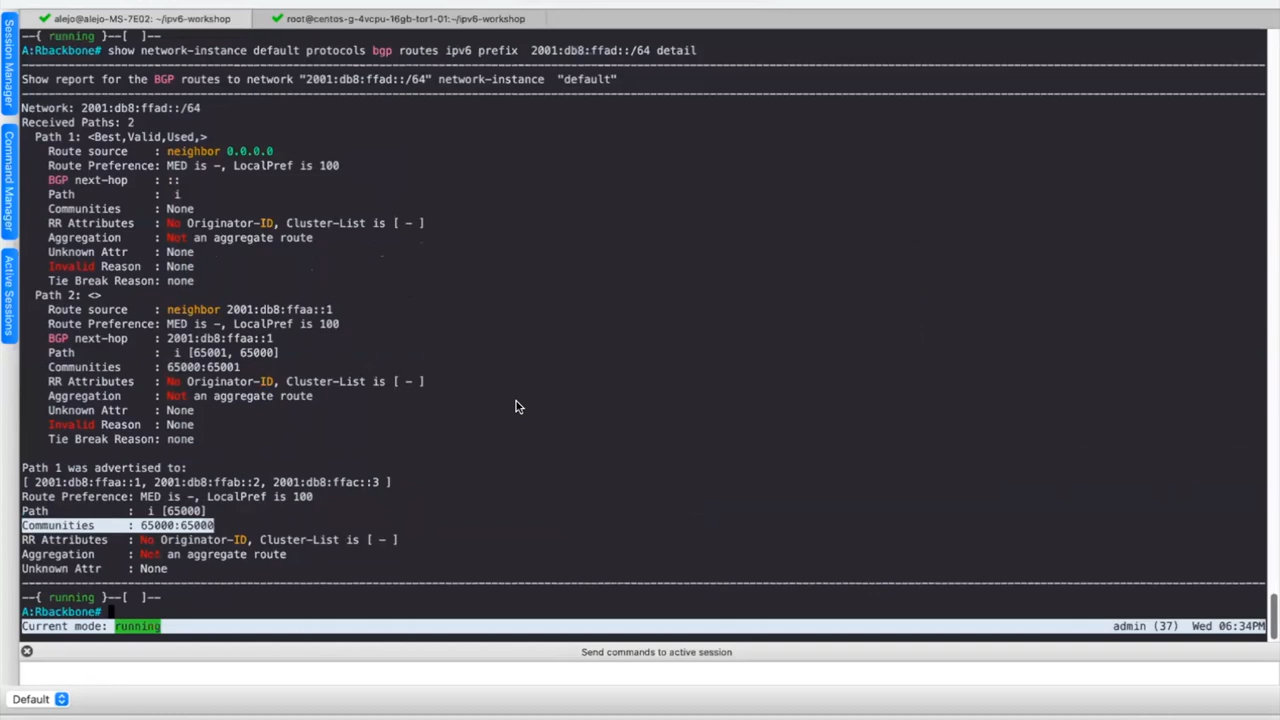 alejo@alejo-MS-7E02: ~/ipv6-workshop
root@centos-g-4vcpu-16gb-tor1-01:~/ipv6-workshop
Session Manager
Command Manager
Active Sessions
--{ running }--[  ]--
A:Rbackbone# show network-instance default protocols bgp routes ipv6 prefix  2001:db8:ffad::/64 detail
Show report for the BGP routes to network "2001:db8:ffad::/64" network-instance  "default"
Network: 2001:db8:ffad::/64
Received Paths: 2
Path 1: <Best,Valid,Used,>
Route source    : neighbor 0.0.0.0
Route Preference: MED is -, LocalPref is 100
BGP next-hop    : ::
Path            :  i
Communities     : None
RR Attributes   : No Originator-ID, Cluster-List is [ - ]
Aggregation     : Not an aggregate route
Unknown Attr    : None
Invalid Reason  : None
Tie Break Reason: none
Path 2: <>
Route source    : neighbor 2001:db8:ffaa::1
Route Preference: MED is -, LocalPref is 100
BGP next-hop    : 2001:db8:ffaa::1
Path            :  i [65001, 65000]
Communities     : 65000:65001
RR Attributes   : No Originator-ID, Cluster-List is [ - ]
Aggregation     : Not an aggregate route
Unknown Attr    : None
Invalid Reason  : None
Tie Break Reason: none
Path 1 was advertised to:
[ 2001:db8:ffaa::1, 2001:db8:ffab::2, 2001:db8:ffac::3 ]
Route Preference: MED is -, LocalPref is 100
Path            :  i [65000]
Communities     : 65000:65000
RR Attributes   : No Originator-ID, Cluster-List is [ - ]
Aggregation     : Not an aggregate route
Unknown Attr    : None
--{ running }--[  ]--
A:Rbackbone#
Current mode: running
admin (37)  Wed 06:34PM
Send commands to active session
Default